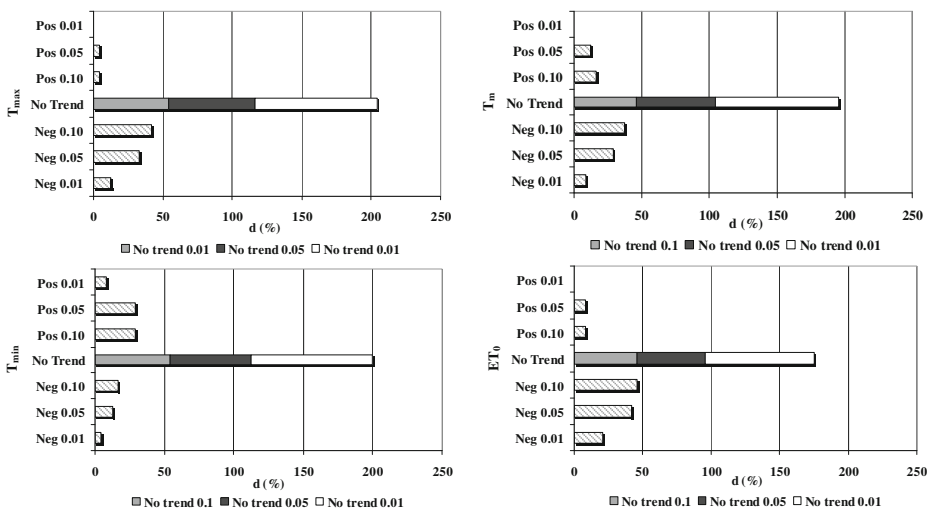 Pos 0.01
Pos 0.05
Pos 0.10
No Trend
Neg 0.10
Neg 0.05
Neg 0.01
Tmax
0 50 100 150 200 250
d (%)
No trend 0.01 No trend 0.05 No trend 0.01
Pos 0.01
Pos 0.05
Pos 0.10
No Trend
Neg 0.10
Neg 0.05
Neg 0.01
Tm
0 50 100 150 200 250
d (%)
No trend 0.1 No trend 0.05 No trend 0.01
Pos 0.01
Pos 0.05
Pos 0.10
No Trend
Neg 0.10
Neg 0.05
Neg 0.01
Tmin
0 50 100 150 200 250
d (%)
No trend 0.1 No trend 0.05 No trend 0.01
Pos 0.01
Pos 0.05
Pos 0.10
No Trend
Neg 0.10
Neg 0.05
Neg 0.01
ET0
0 50 100 150 200 250
d (%)
No trend 0.1 No trend 0.05 No trend 0.01